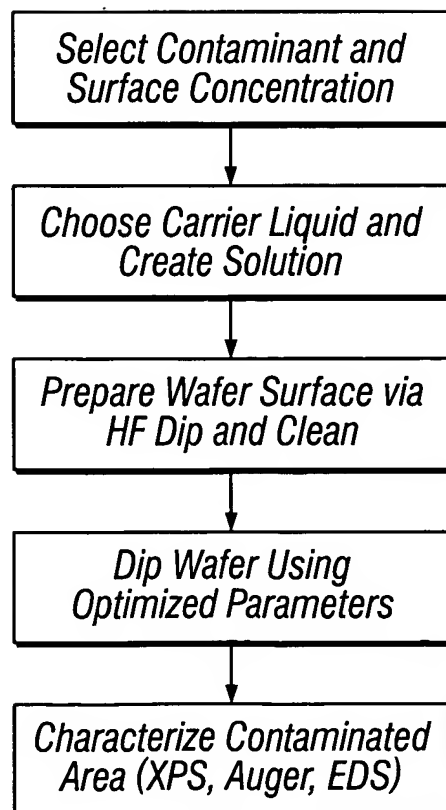 Select Contaminant and
Surface Concentration
Choose Carrier Liquid and
Create Solution
Prepare Wafer Surface via
HF Dip and Clean
Dip Wafer Using
Optimized Parameters
Characterize Contaminated
Area (XPS, Auger, EDS)